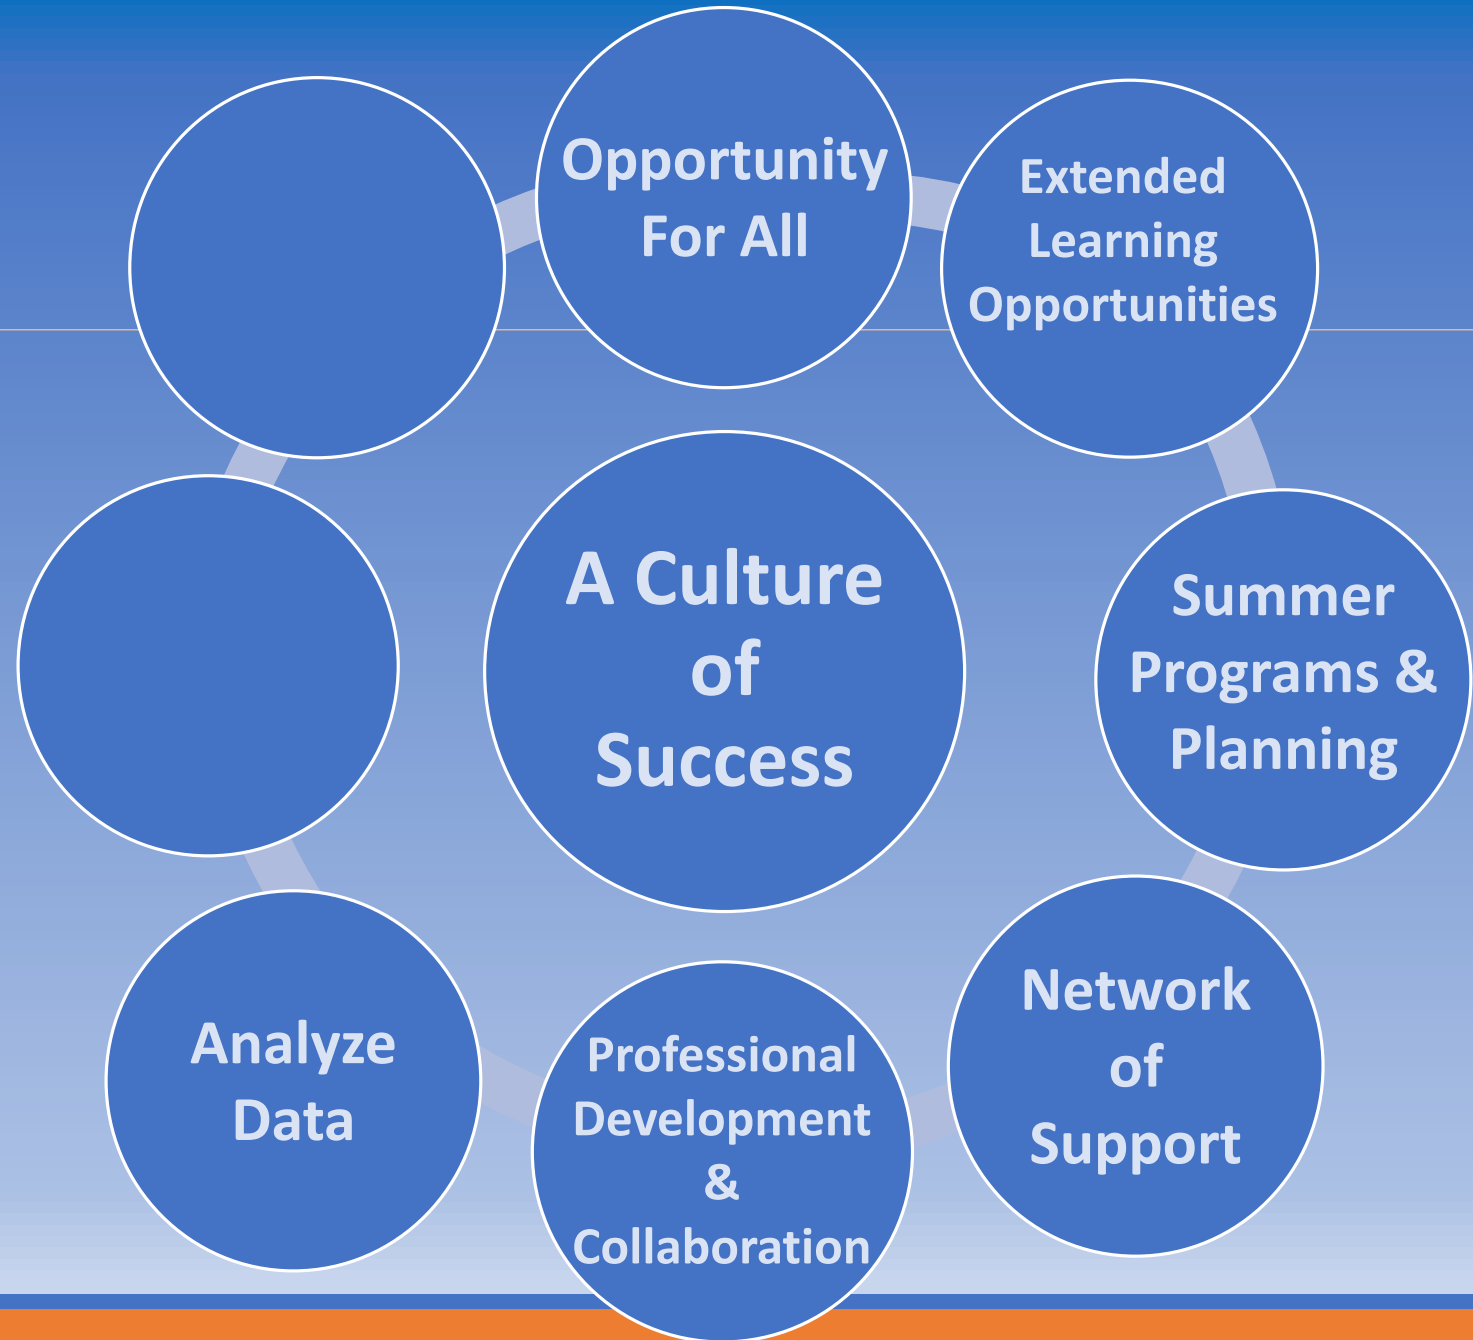 Opportunity
For All
Extended
Learning
Opportunities
Summer
Programs &
Planning
Network
of
Support
Professional
Development
&
Collaboration
Analyze
Data
A Culture
of
Success